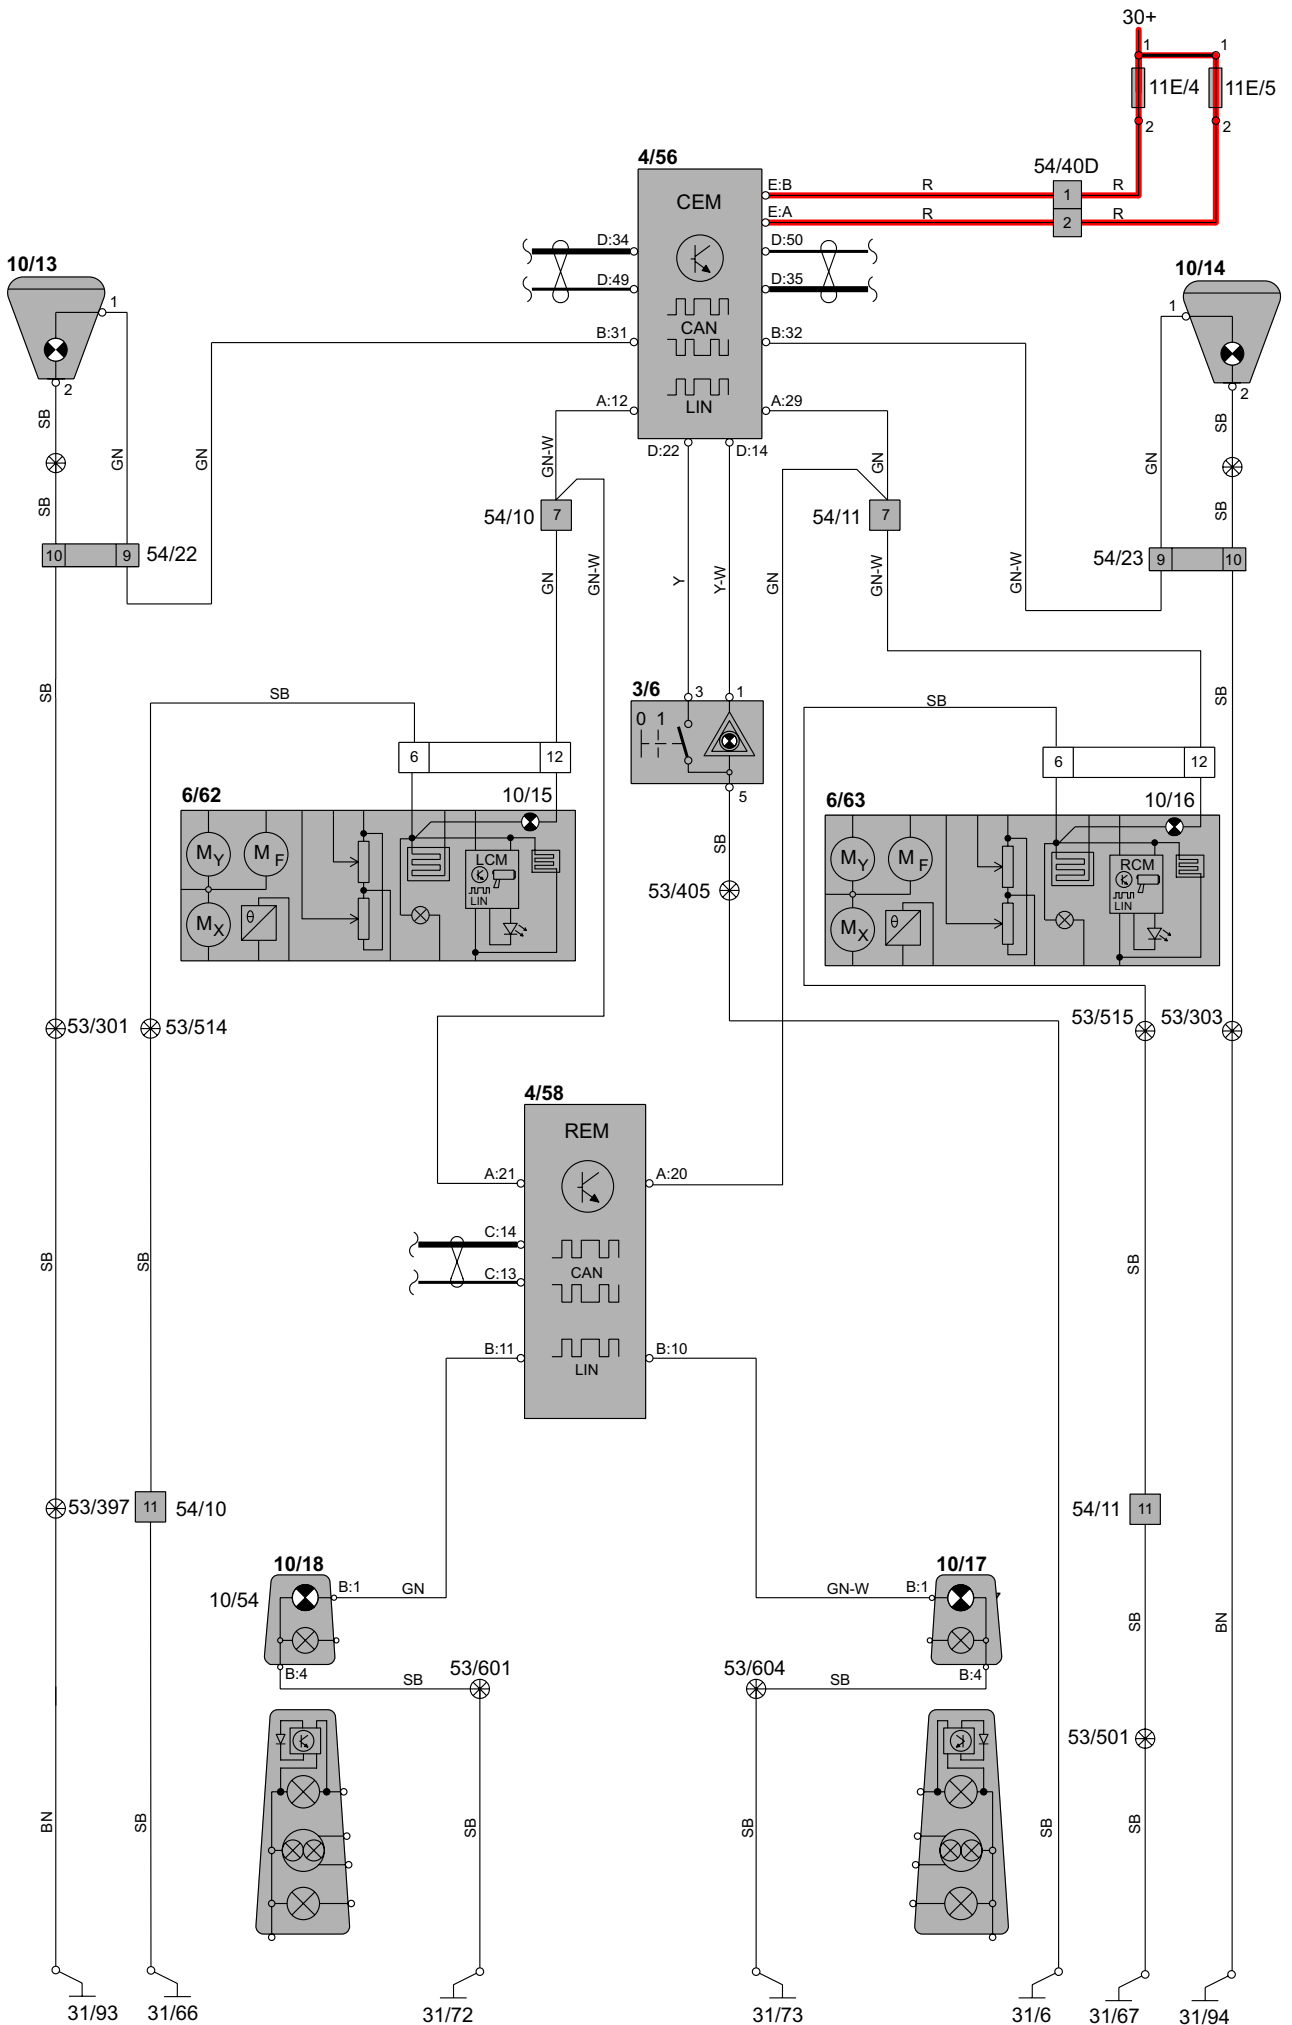 30+
1
1
11E/4
11E/5
2
2
4/56
54/40D
CEM
E:B
R
1
R
E:A
R
2
R
D:34
D:50
10/13
10/14
D:49
D:35
1
1
CAN
B:31
B:32
2
2
LIN
A:12
A:29
SB
SB
D:22
D:14
GN
GN
GN-W
GN
GN
SB
SB
54/10
7
54/11
7
10
9
54/22
54/23
9
10
GN
GN-W
Y
Y-W
GN
GN-W
GN-W
SB
SB
SB
SB
3/6
3
1
0 1
6
12
6
12
5
6/62
10/15
6/63
10/16
SB
MY
MF
LCM
LIN
MY
MF
RCM
LIN
53/405
MX
θ
MX
θ
53/301
53/514
53/515
53/303
4/58
REM
A:21
A:20
C:14
SB
SB
SB
C:13
CAN
B:11
B:10
LIN
53/397
11
54/10
54/11
11
10/18
10/17
10/54
B:1
GN
GN-W
B:1
SB
BN
B:4
SB
53/601
53/604
SB
B:4
53/501
BN
SB
SB
SB
SB
SB
31/93
31/66
31/72
31/73
31/6
31/67
31/94